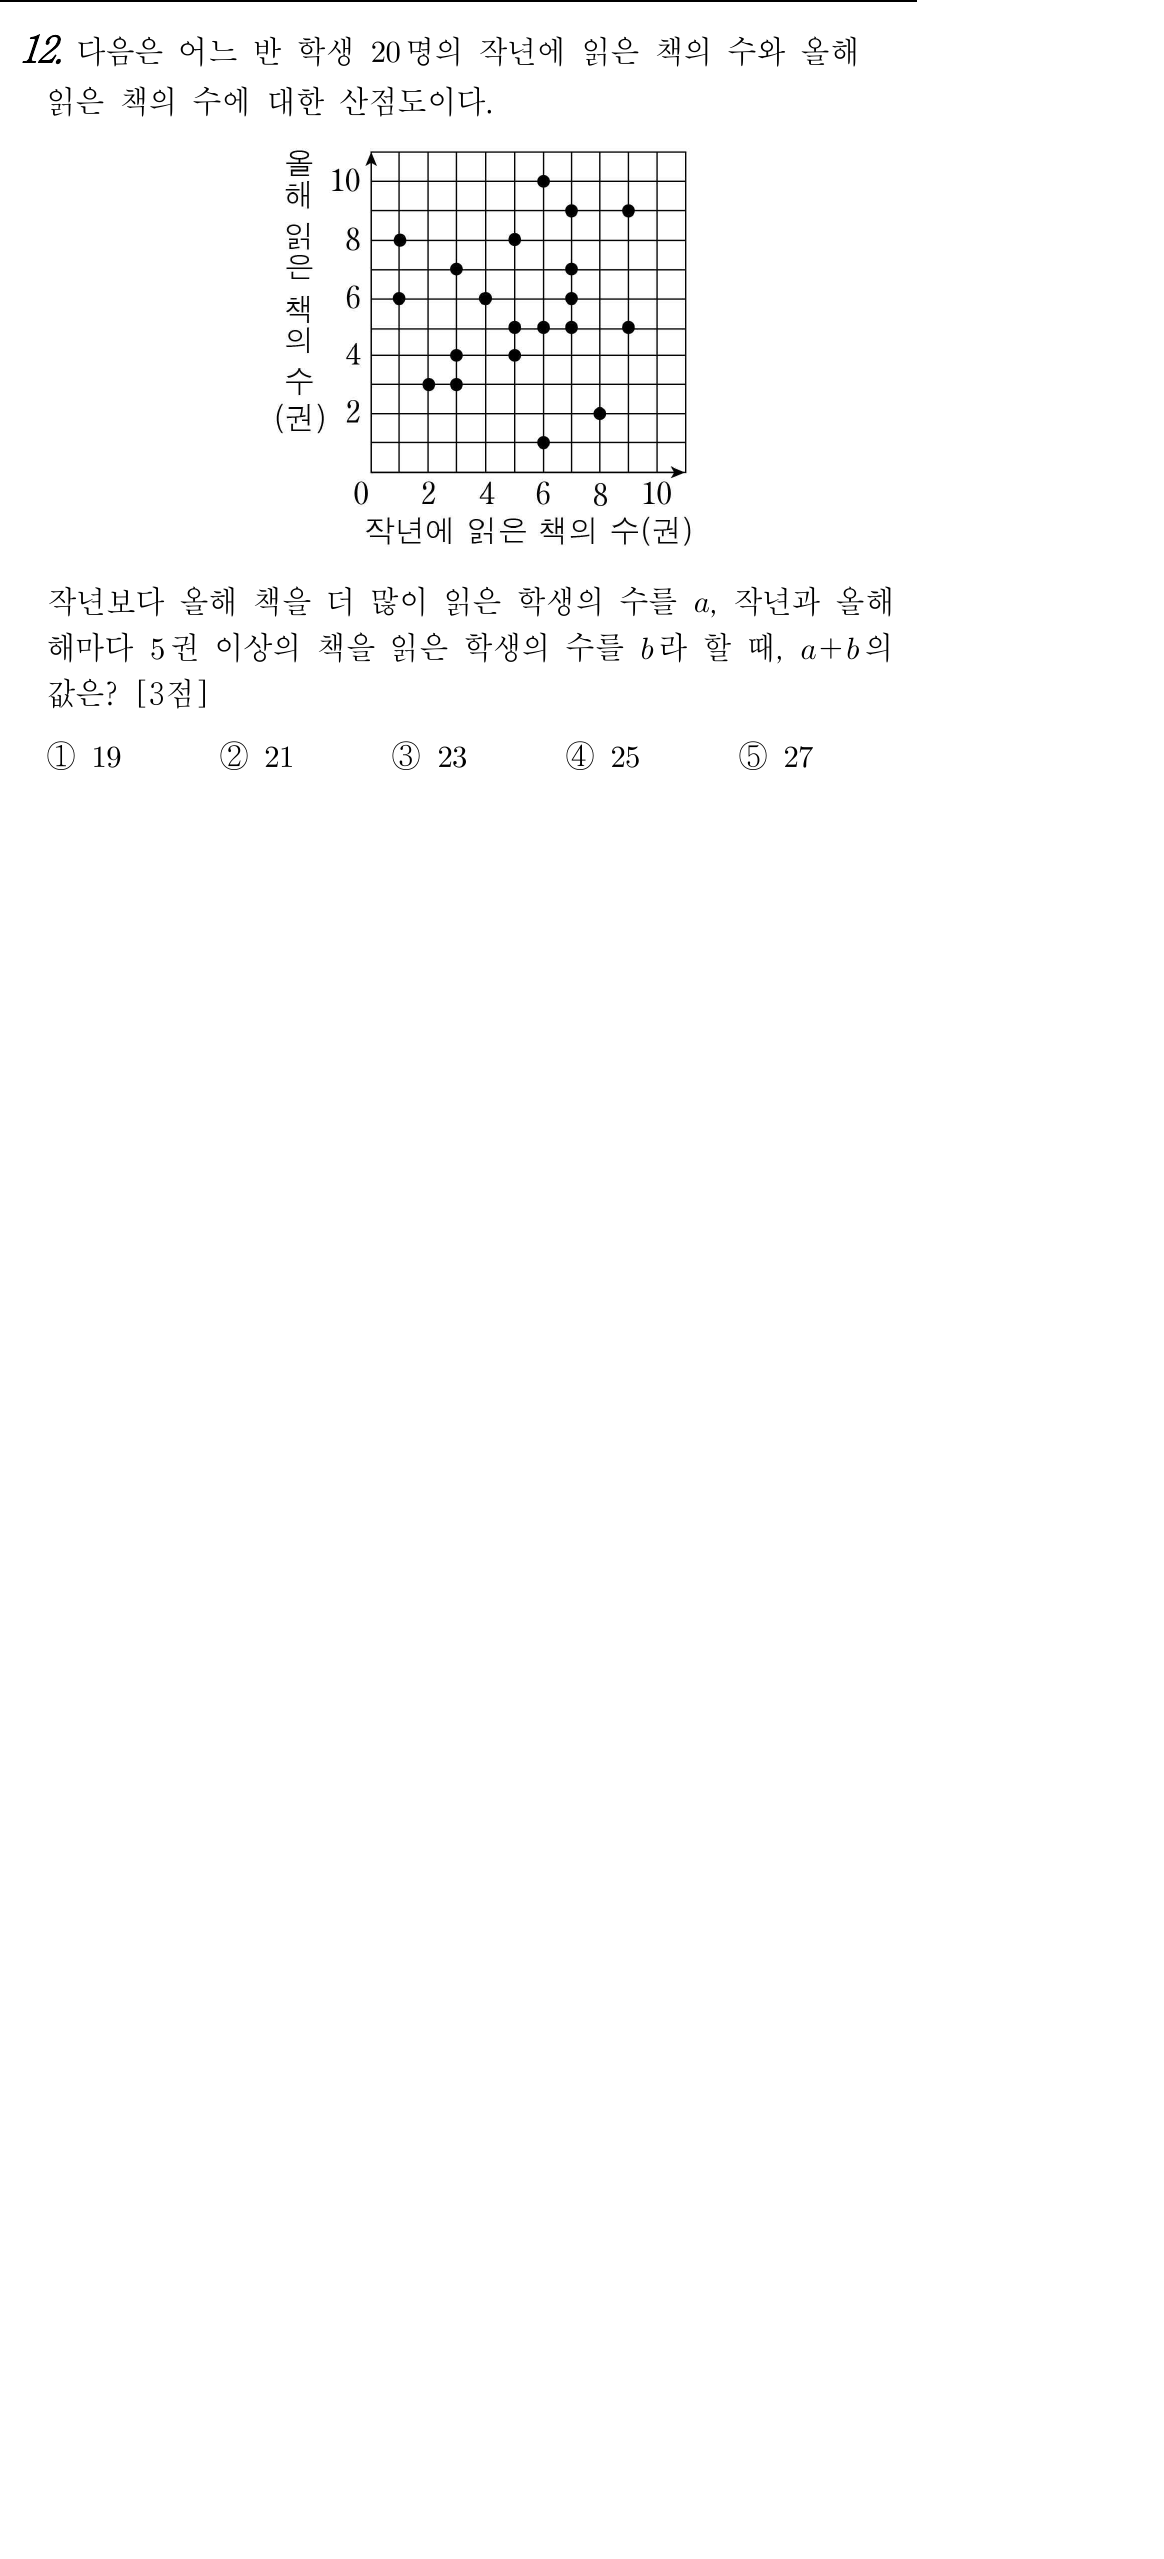 12. 다음은 어느 반 학생 20명의 작년에 읽은 책의 수와 올해
읽은 책의 수에 대한 산점도이다.
올해 읽은 책의 수 (권)
10
8
6
4
2
0 2 4 6 8 10
작년에 읽은 책의 수(권)
작년보다 올해 책을 더 많이 읽은 학생의 수를 a, 작년과 올해
해마다 5권 이상의 책을 읽은 학생의 수를 b라 할 때, a+b의
값은? [3점]
① 19 ② 21 ③ 23 ④ 25 ⑤ 27